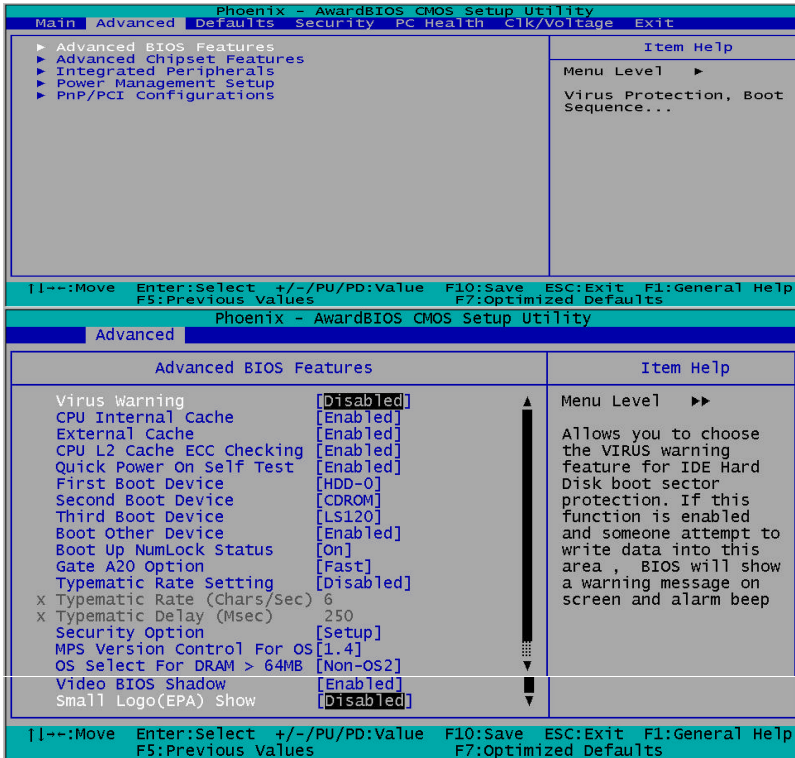 Phoenix - AwardBIOS CMOS Setup Utility
Main Advanced Defaults Security PC Health Clk/Voltage Exit
▶ Advanced BIOS Features
▶ Advanced Chipset Features
▶ Integrated Peripherals
▶ Power Management Setup
▶ PnP/PCI Configurations
Item Help
Menu Level ▶
Virus Protection, Boot
Sequence...
↑↓→←:Move Enter:Select +/-/PU/PD:Value F10:Save ESC:Exit F1:General Help
F5:Previous Values F7:Optimized Defaults
Phoenix - AwardBIOS CMOS Setup Utility
Advanced
Advanced BIOS Features
Virus Warning [Disabled]
CPU Internal Cache [Enabled]
External Cache [Enabled]
CPU L2 Cache ECC Checking [Enabled]
Quick Power On Self Test [Enabled]
First Boot Device [HDD-0]
Second Boot Device [CDROM]
Third Boot Device [LS120]
Boot Other Device [Enabled]
Boot Up NumLock Status [On]
Gate A20 Option [Fast]
Typematic Rate Setting [Disabled]
x Typematic Rate (Chars/Sec) 6
x Typematic Delay (Msec) 250
Security Option [Setup]
MPS Version Control For OS[1.4]
OS Select For DRAM > 64MB [Non-OS2]
Video BIOS Shadow [Enabled]
Small Logo(EPA) Show [Disabled]
Item Help
Menu Level ▶▶
Allows you to choose
the VIRUS warning
feature for IDE Hard
Disk boot sector
protection. If this
function is enabled
and someone attempt to
write data into this
area , BIOS will show
a warning message on
screen and alarm beep
↑↓→←:Move Enter:Select +/-/PU/PD:Value F10:Save ESC:Exit F1:General Help
F5:Previous Values F7:Optimized Defaults